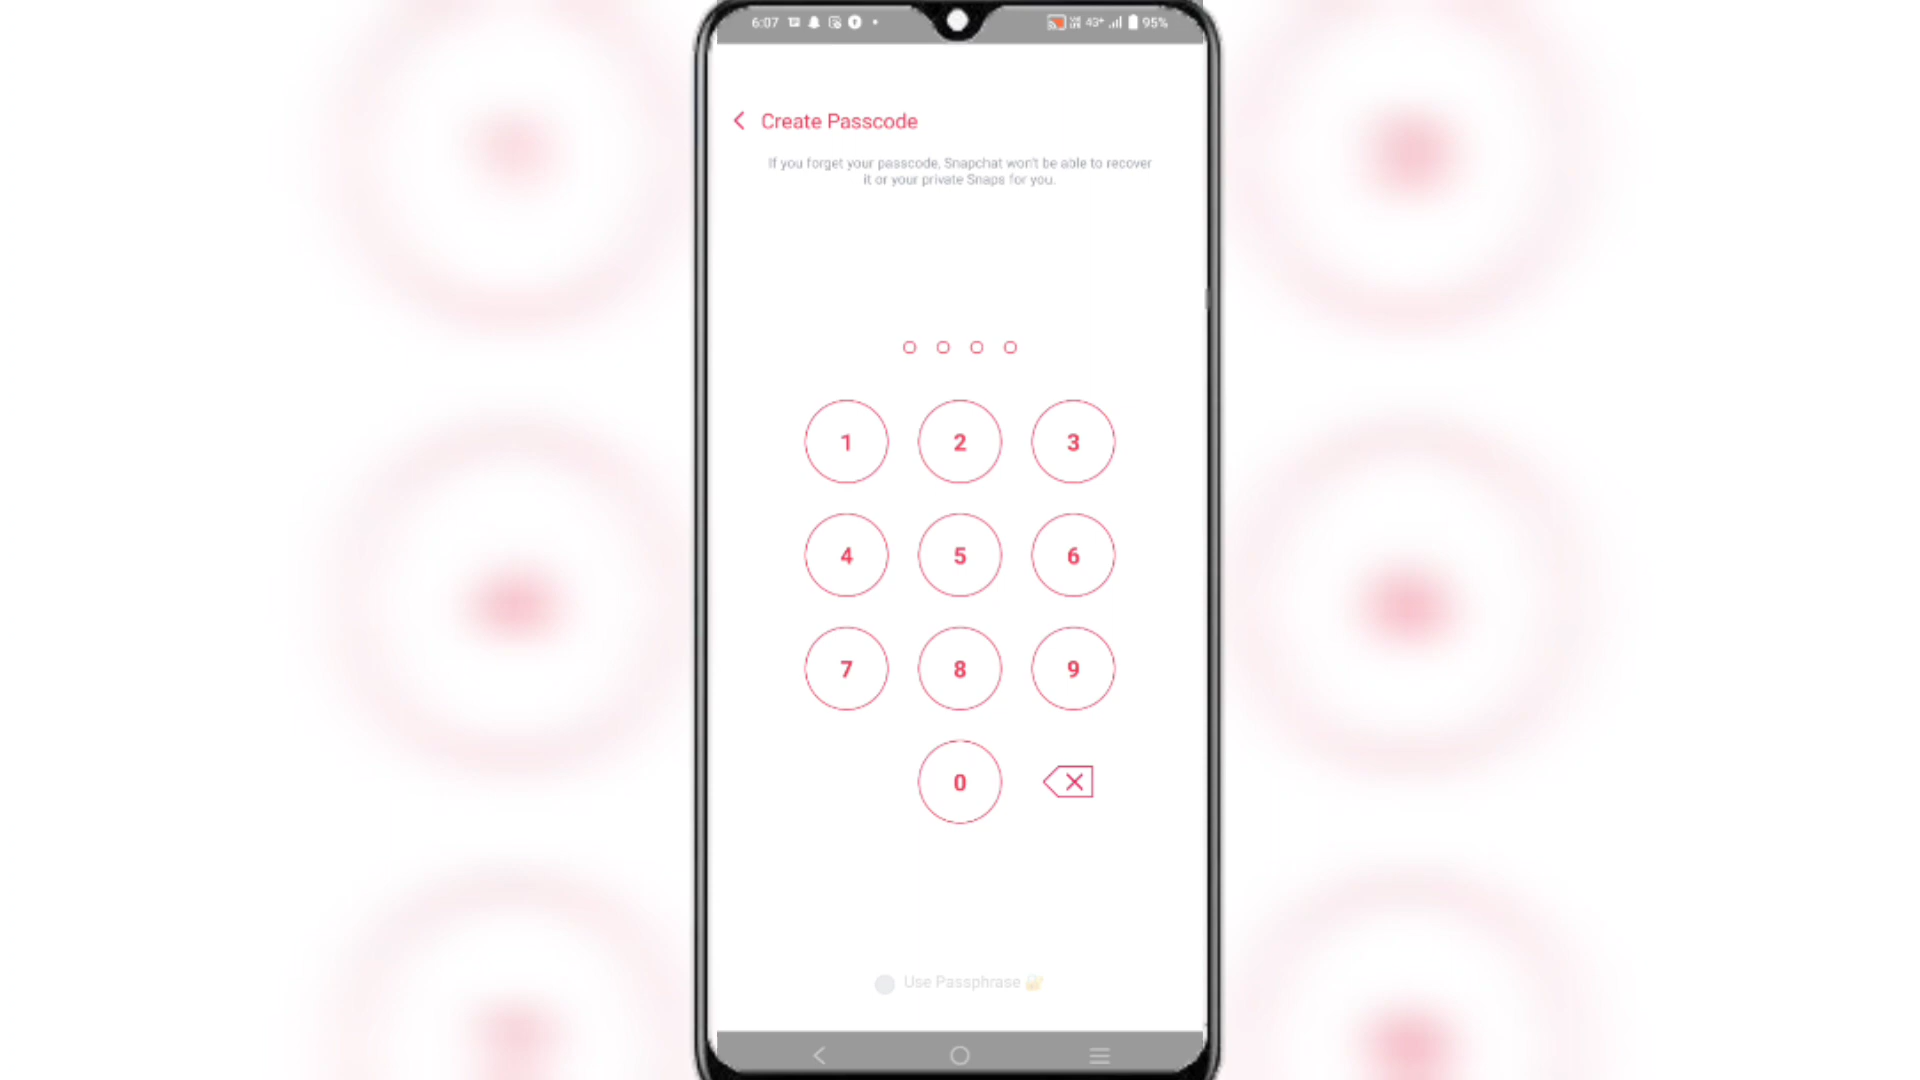 6:07 43+ 95%
Create Passcode
If you forget your passcode, Snapchat won't be able to recover
it or your private Snaps for you.
1 2 3
4 5 6
7 8 9
0
Use Passphrase 🔐